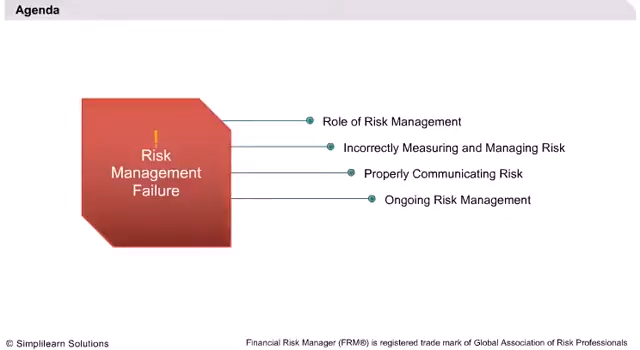 Agenda
!
Risk
Management
Failure
Role of Risk Management
Incorrectly Measuring and Managing Risk
Properly Communicating Risk
Ongoing Risk Management
© Simplilearn Solutions
Financial Risk Manager (FRM®) is registered trade mark of Global Association of Risk Professionals